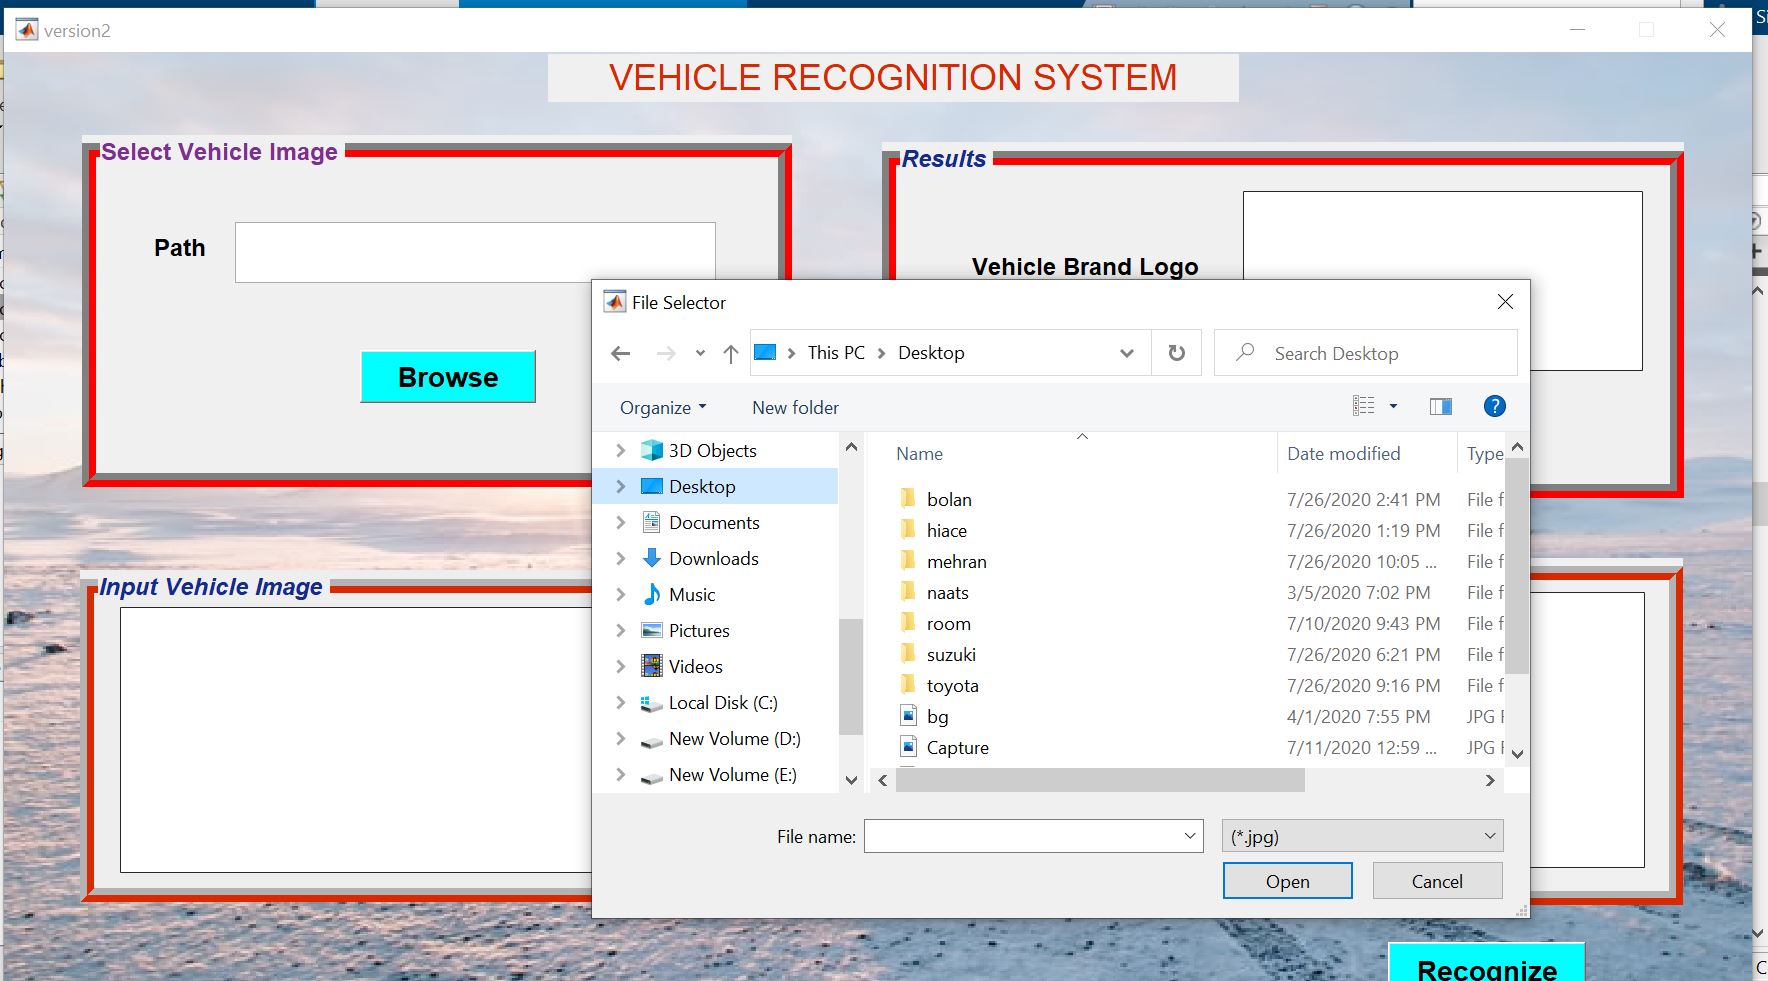 version2
VEHICLE RECOGNITION SYSTEM
Select Vehicle Image
Path
Browse
Results
Vehicle Brand Logo
Input Vehicle Image
File Selector
This PC
Desktop
Search Desktop
Organize
New folder
3D Objects
Desktop
Documents
Downloads
Music
Pictures
Videos
Local Disk (C:)
New Volume (D:)
New Volume (E:)
Name Date modified Type
bolan 7/26/2020 2:41 PM File f
hiace 7/26/2020 1:19 PM File f
mehran 7/26/2020 10:05 ... File f
naats 3/5/2020 7:02 PM File f
room 7/10/2020 9:43 PM File f
suzuki 7/26/2020 6:21 PM File f
toyota 7/26/2020 9:16 PM File f
bg 4/1/2020 7:55 PM JPG F
Capture 7/11/2020 12:59 ... JPG F
File name:
(*.jpg)
Open
Cancel
Recognize